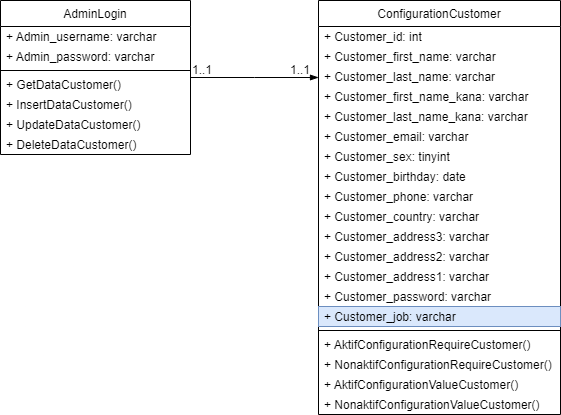 AdminLogin
+ Admin_username: varchar
+ Admin_password: varchar
+ GetDataCustomer()
+ InsertDataCustomer()
+ UpdateDataCustomer()
+ DeleteDataCustomer()
1..1
1..1
ConfigurationCustomer
+ Customer_id: int
+ Customer_first_name: varchar
+ Customer_last_name: varchar
+ Customer_first_name_kana: varchar
+ Customer_last_name_kana: varchar
+ Customer_email: varchar
+ Customer_sex: tinyint
+ Customer_birthday: date
+ Customer_phone: varchar
+ Customer_country: varchar
+ Customer_address3: varchar
+ Customer_address2: varchar
+ Customer_address1: varchar
+ Customer_password: varchar
+ Customer_job: varchar
+ AktifConfigurationRequireCustomer()
+ NonaktifConfigurationRequireCustomer()
+ AktifConfigurationValueCustomer()
+ NonaktifConfigurationValueCustomer()